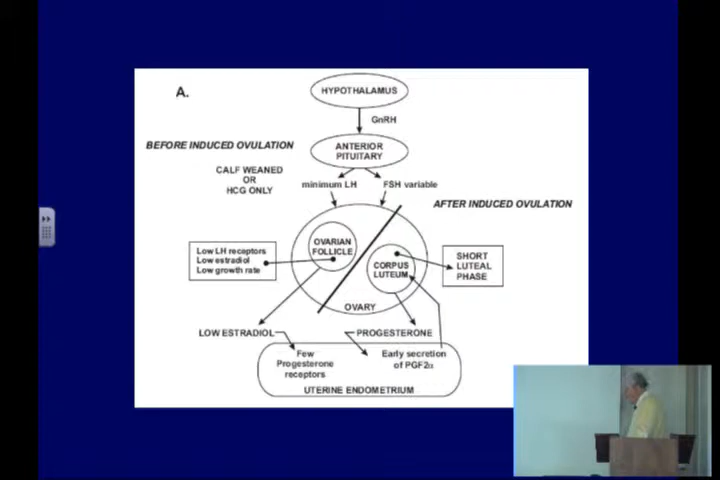 A.
HYPOTHALAMUS
GnRH
BEFORE INDUCED OVULATION
ANTERIOR
PITUITARY
CALF WEANED
OR
HCG ONLY
minimum LH
FSH variable
AFTER INDUCED OVULATION
OVARIAN
FOLLICLE
Low LH receptors
Low estradiol
Low growth rate
CORPUS
LUTEUM
SHORT
LUTEAL
PHASE
OVARY
LOW ESTRADIOL
PROGESTERONE
Few
Progesterone
receptors
Early secretion
of PGF2α
UTERINE ENDOMETRIUM